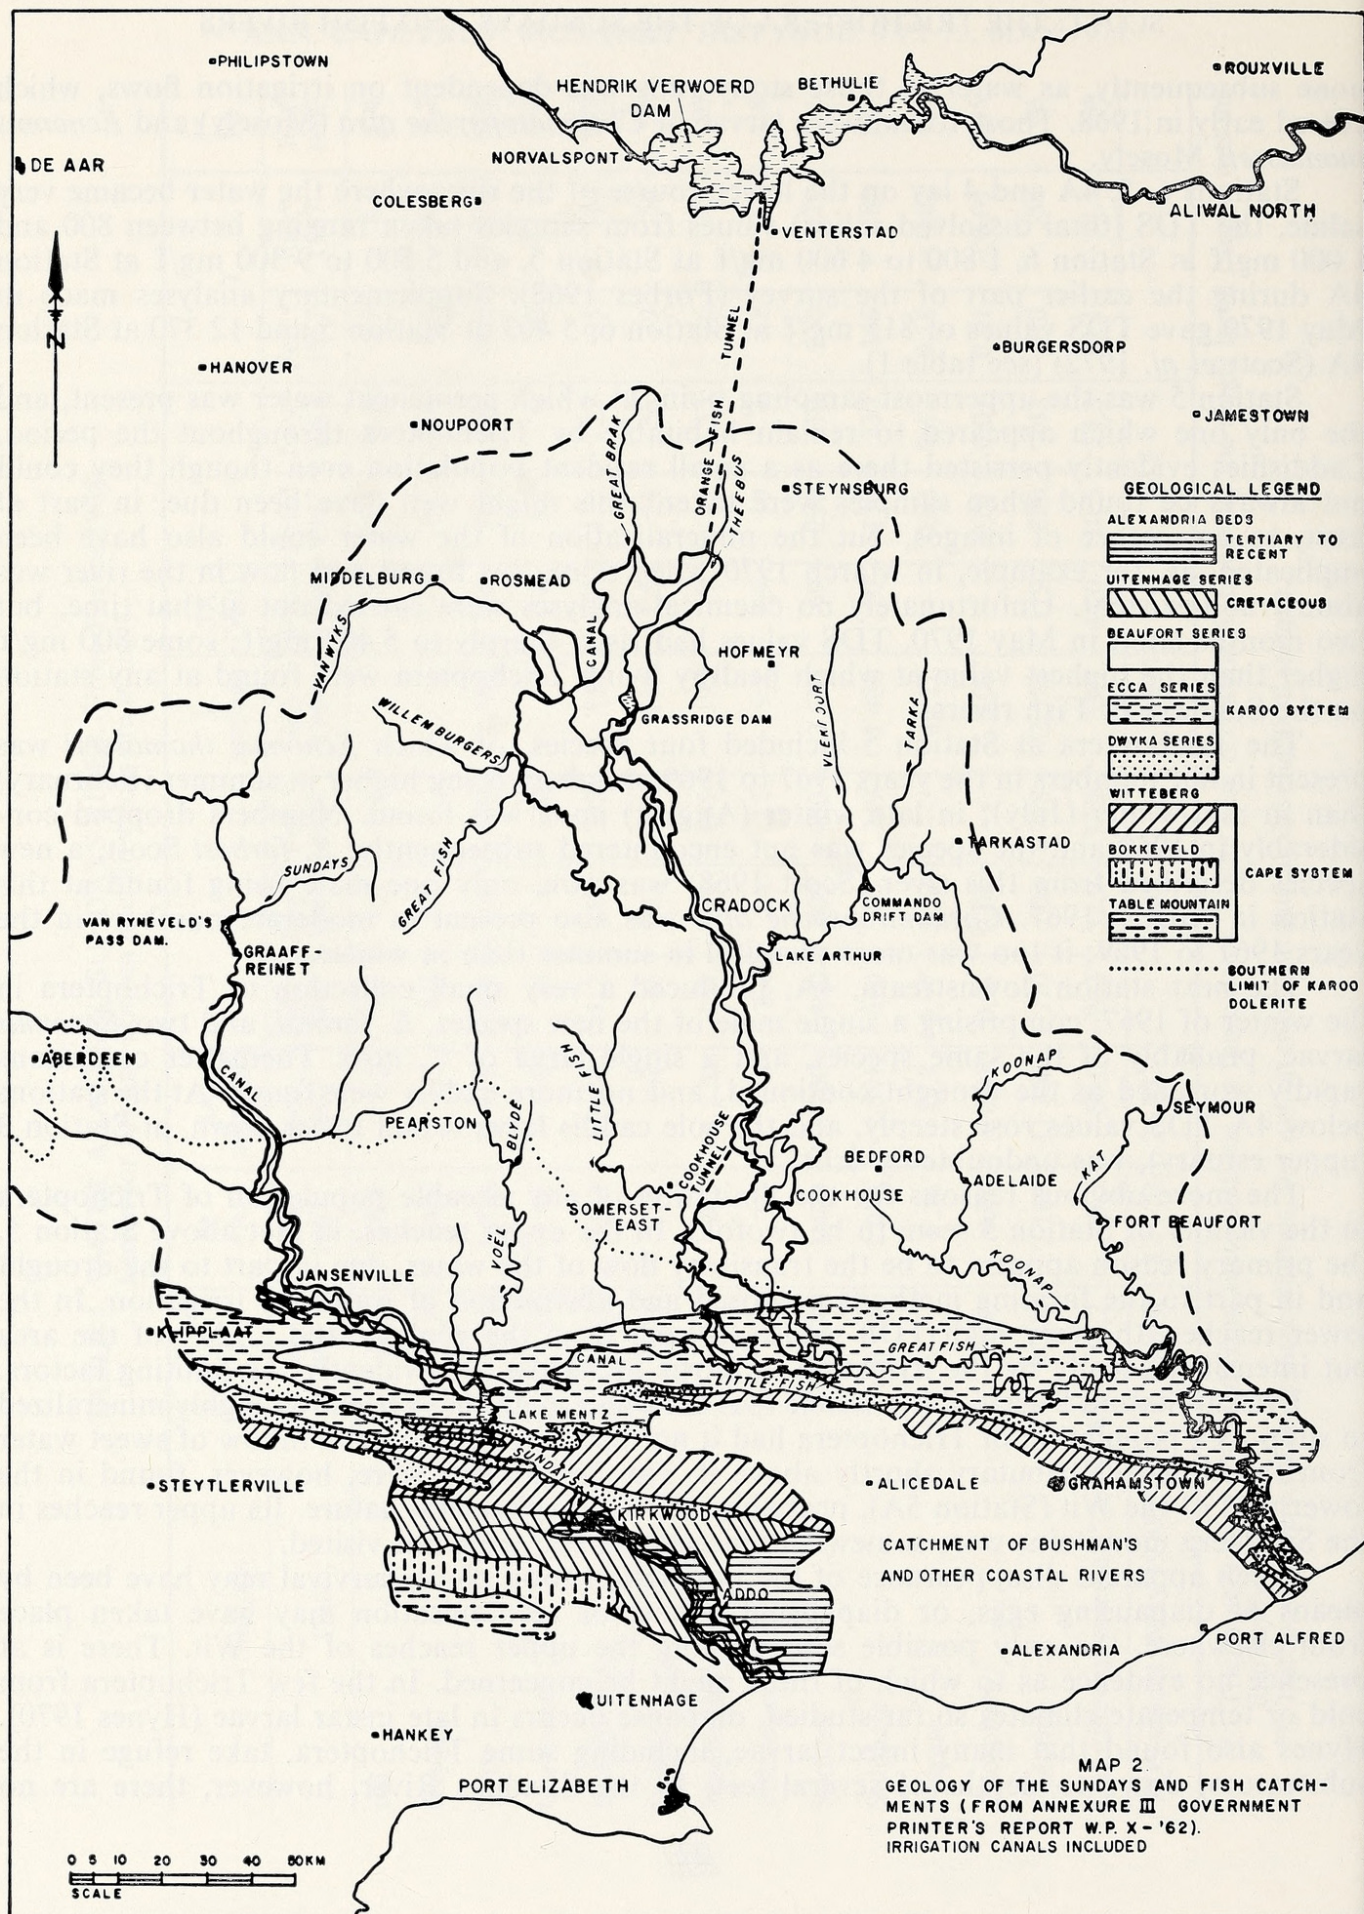 PHILIPSTOWN
HENDRIK VERWOERD
DAM
BETHULIE
ROUXVILLE
DE AAR
NORVALSPONT
COLESBERG
ALIWAL NORTH
VENTERSTAD
N
TUNNEL
HANOVER
BURGERSDORP
NOUPOORT
GREAT BRAK
ORANGE-FISH
TEEBUS
JAMESTOWN
STEYNSBURG
GEOLOGICAL LEGEND
ALEXANDRIA BEDS
TERTIARY TO
RECENT
UITENHAGE SERIES
CRETACEOUS
BEAUFORT SERIES
ECCA SERIES
KAROO SYSTEM
DWYKA SERIES
WITTEBERG
BOKKEVELD
CAPE SYSTEM
TABLE MOUNTAIN
SOUTHERN
LIMIT OF KAROO
DOLERITE
MIDDELBURG
ROSMEAD
VAN WYKS
CANAL
HOFMEYR
WILLEM BURGERS
GRASSRIDGE DAM
VLEKPOORT
TARKA
SUNDAYS
GREAT FISH
TARKASTAD
VAN RYNEVELD'S
PASS DAM.
CRADOCK
COMMANDO
DRIFT DAM
GRAAFF-
REINET
LAKE ARTHUR
ABERDEEN
CANAL
LITTLE FISH
KOONAP
PEARSTON
BLYDE
SEYMOUR
COOKHOUSE
TUNNEL
BEDFORD
ADELAIDE
KAT
SOMERSET-
EAST
COOKHOUSE
FORT BEAUFORT
VOËL
KOONAP
JANSENVILLE
KLIPPLAAT
CANAL
GREAT FISH
LITTLE FISH
LAKE MENTZ
SUNDAYS
STEYTLERVILLE
ALICEDALE
GRAHAMSTOWN
KIRKWOOD
CATCHMENT OF BUSHMAN'S
AND OTHER COASTAL RIVERS
ADDO
ALEXANDRIA
PORT ALFRED
UITENHAGE
HANKEY
PORT ELIZABETH
MAP 2.
GEOLOGY OF THE SUNDAYS AND FISH CATCH-
MENTS (FROM ANNEXURE III GOVERNMENT
PRINTER'S REPORT W.P. X-'62).
IRRIGATION CANALS INCLUDED
0 5 10 20 30 40 50KM
SCALE